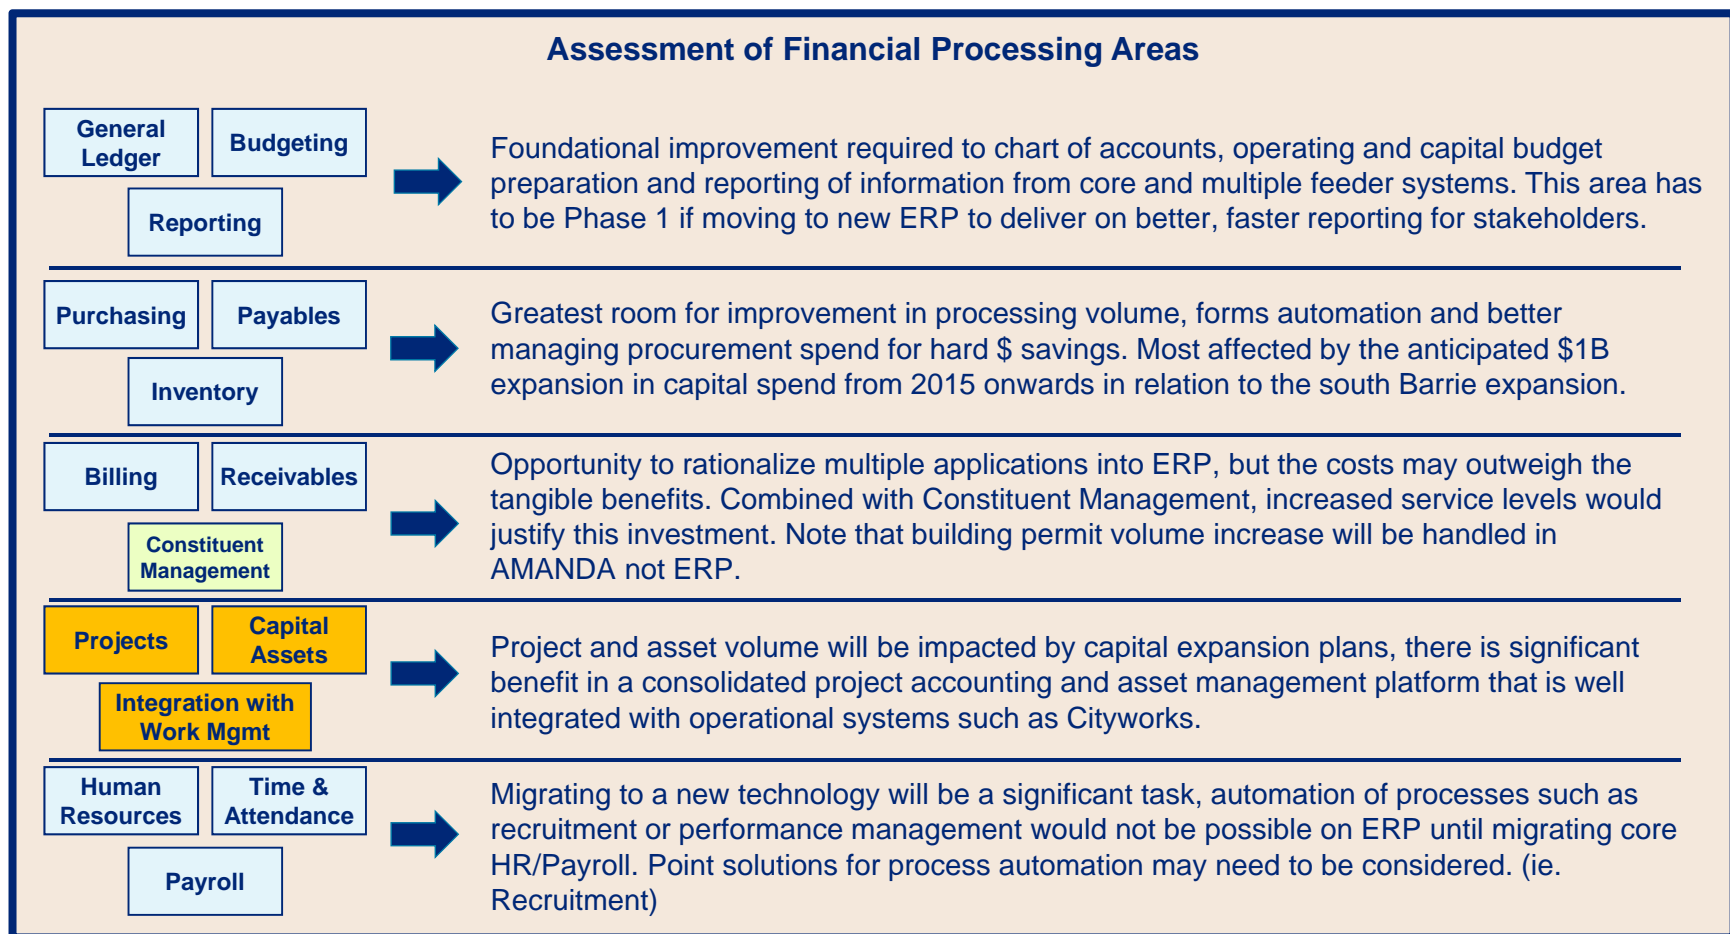 Assessment of Financial Processing Areas
General
Ledger
Budgeting
Reporting
Foundational improvement required to chart of accounts, operating and capital budget
preparation and reporting of information from core and multiple feeder systems. This area has
to be Phase 1 if moving to new ERP to deliver on better, faster reporting for stakeholders.
Purchasing
Payables
Inventory
Greatest room for improvement in processing volume, forms automation and better
managing procurement spend for hard $ savings. Most affected by the anticipated $1B
expansion in capital spend from 2015 onwards in relation to the south Barrie expansion.
Billing
Receivables
Constituent
Management
Opportunity to rationalize multiple applications into ERP, but the costs may outweigh the
tangible benefits. Combined with Constituent Management, increased service levels would
justify this investment. Note that building permit volume increase will be handled in
AMANDA not ERP.
Projects
Capital
Assets
Integration with
Work Mgmt
Project and asset volume will be impacted by capital expansion plans, there is significant
benefit in a consolidated project accounting and asset management platform that is well
integrated with operational systems such as Cityworks.
Human
Resources
Time &
Attendance
Payroll
Migrating to a new technology will be a significant task, automation of processes such as
recruitment or performance management would not be possible on ERP until migrating core
HR/Payroll. Point solutions for process automation may need to be considered. (ie.
Recruitment)